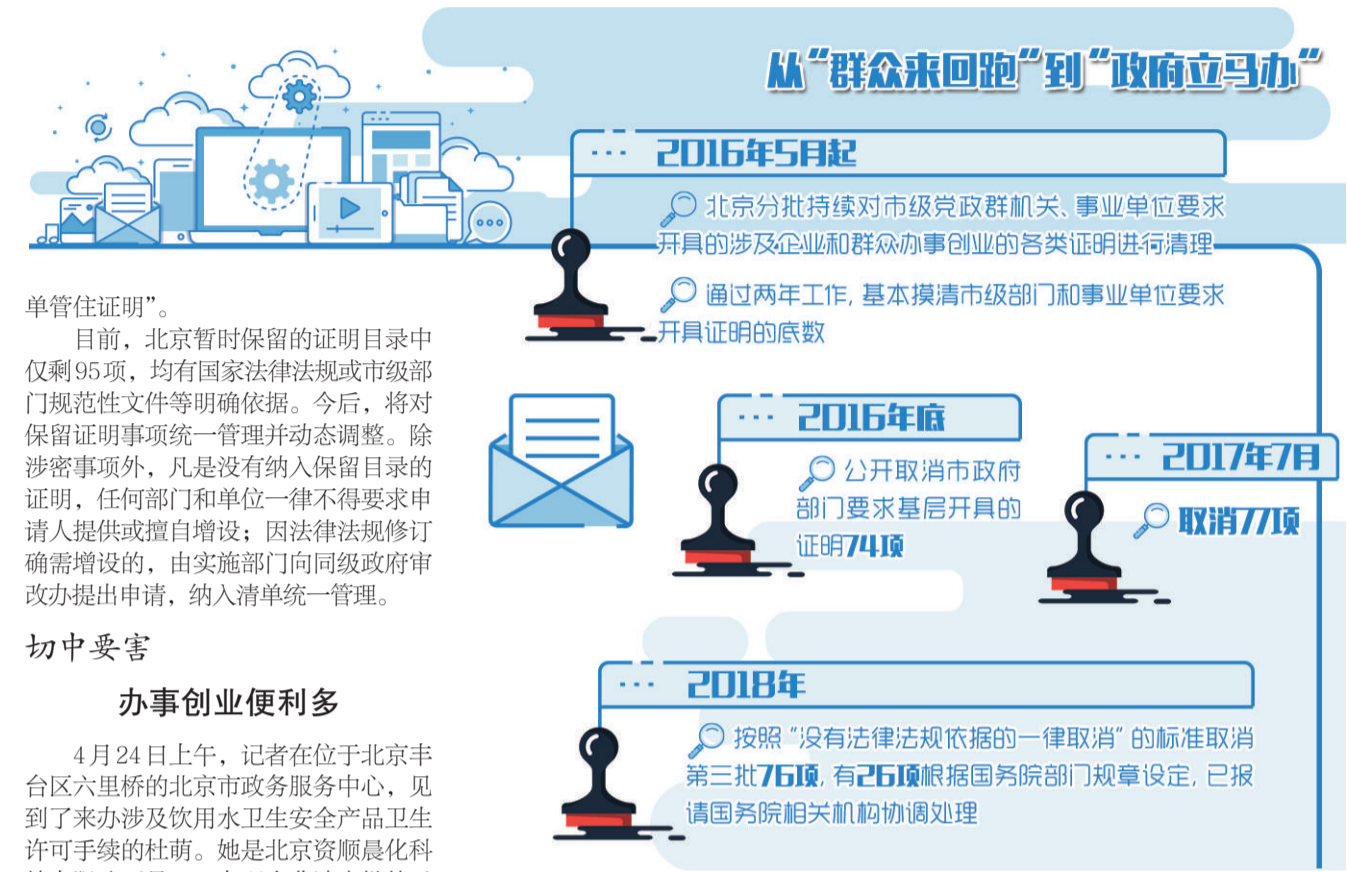 从“群众来回跑”到“政府立马办”
2016年5月起
北京分批持续对市级党政群机关、事业单位要求
开具的涉及企业和群众办事创业的各类证明进行清理
通过两年工作, 基本摸清市级部门和事业单位要求
开具证明的底数
2016年底
公开取消市政府
部门要求基层开具的
证明74项
2017年7月
取消77项
2018年
按照“没有法律法规依据的一律取消”的标准取消
第三批76项, 有26项根据国务院部门规章设定, 已报
请国务院相关机构协调处理
单管住证明”。
目前，北京暂时保留的证明目录中
仅剩95项，均有国家法律法规或市级部
门规范性文件等明确依据。今后，将对
保留证明事项统一管理并动态调整。除
涉密事项外，凡是没有纳入保留目录的
证明，任何部门和单位一律不得要求申
请人提供或擅自增设；因法律法规修订
确需增设的，由实施部门向同级政府审
改办提出申请，纳入清单统一管理。
切中要害
办事创业便利多
4月24日上午，记者在位于北京丰
台区六里桥的北京市政务服务中心，见
到了来办涉及饮用水卫生安全产品卫生
许可手续的杜萌。她是北京资顺晨化科